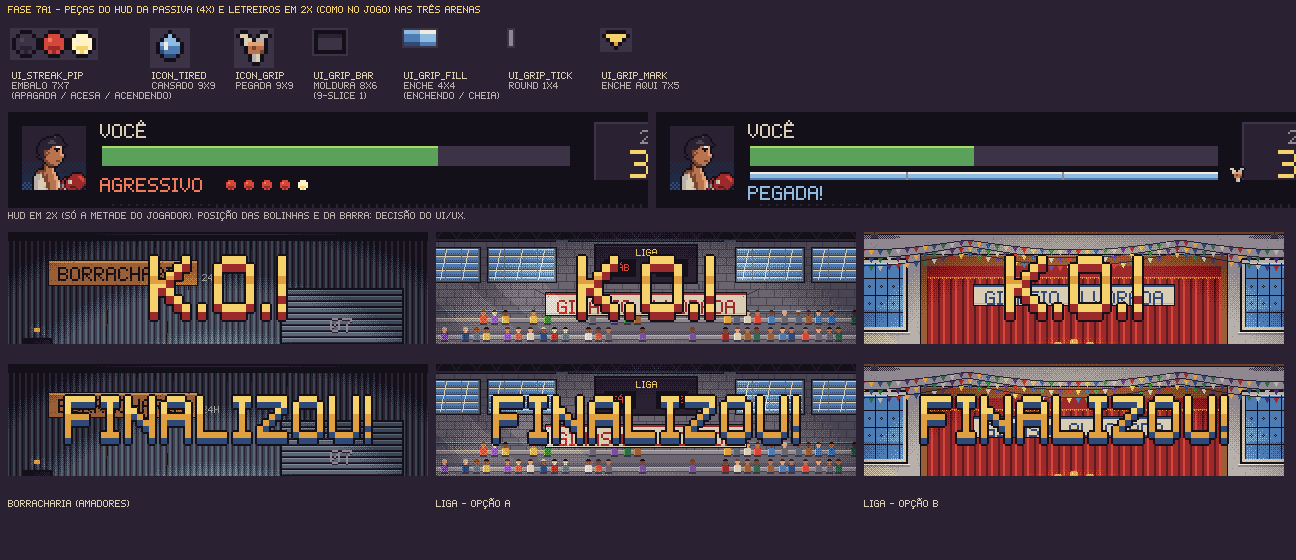 FASE 7A1 - PEÇAS DO HUD DA PASSIVA (4X) E LETREIROS EM 2X (COMO NO JOGO) NAS TRÊS ARENAS
UI_STREAK_PIP
EMBALO 7X7
(APAGADA / ACESA / ACENDENDO)
ICON_TIRED
CANSADO 9X9
ICON_GRIP
PEGADA 9X9
UI_GRIP_BAR
MOLDURA 8X6
(9-SLICE 1)
UI_GRIP_FILL
ENCHE 4X4
(ENCHENDO / CHEIA)
UI_GRIP_TICK
ROUND 1X4
UI_GRIP_MARK
ENCHE AQUI 7X5
VOCÊ
AGRESSIVO
VOCÊ
PEGADA!
HUD EM 2X (SÓ A METADE DO JOGADOR). POSIÇÃO DAS BOLINHAS E DA BARRA: DECISÃO DO UI/UX.
K.O.!
07
LIGA
K.O.!
K.O.!
FINALIZOU!
07
LIGA
FINALIZOU!
FINALIZOU!
BORRACHARIA (AMADORES)
LIGA - OPÇÃO A
LIGA - OPÇÃO B